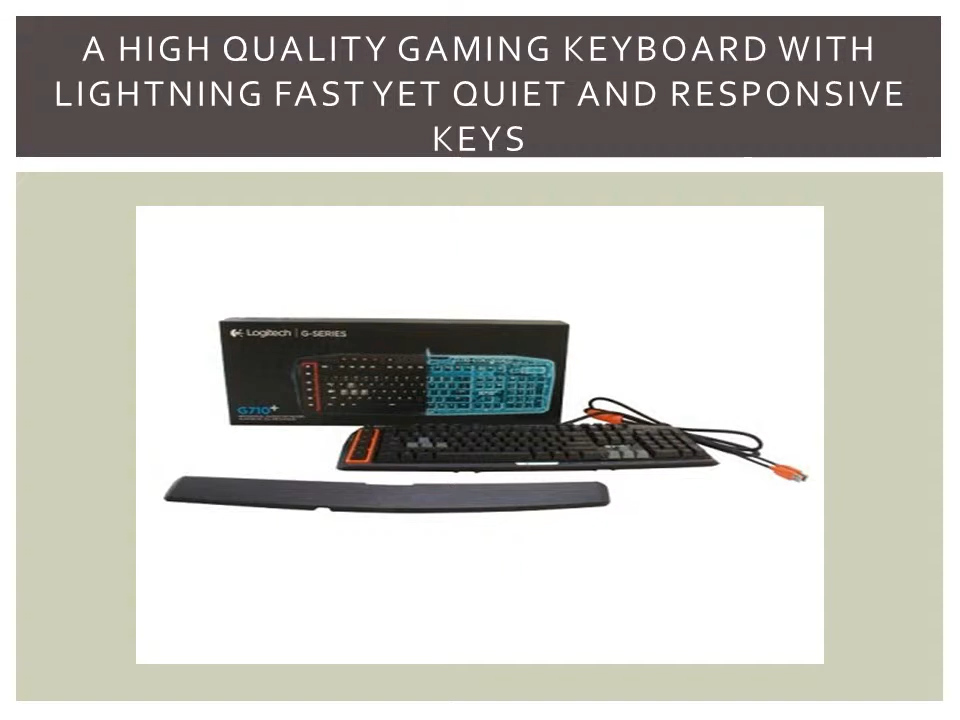 A HIGH QUALITY GAMING KEYBOARD WITH
LIGHTNING FAST YET QUIET AND RESPONSIVE
KEYS
Logitech | G-SERIES
G710+